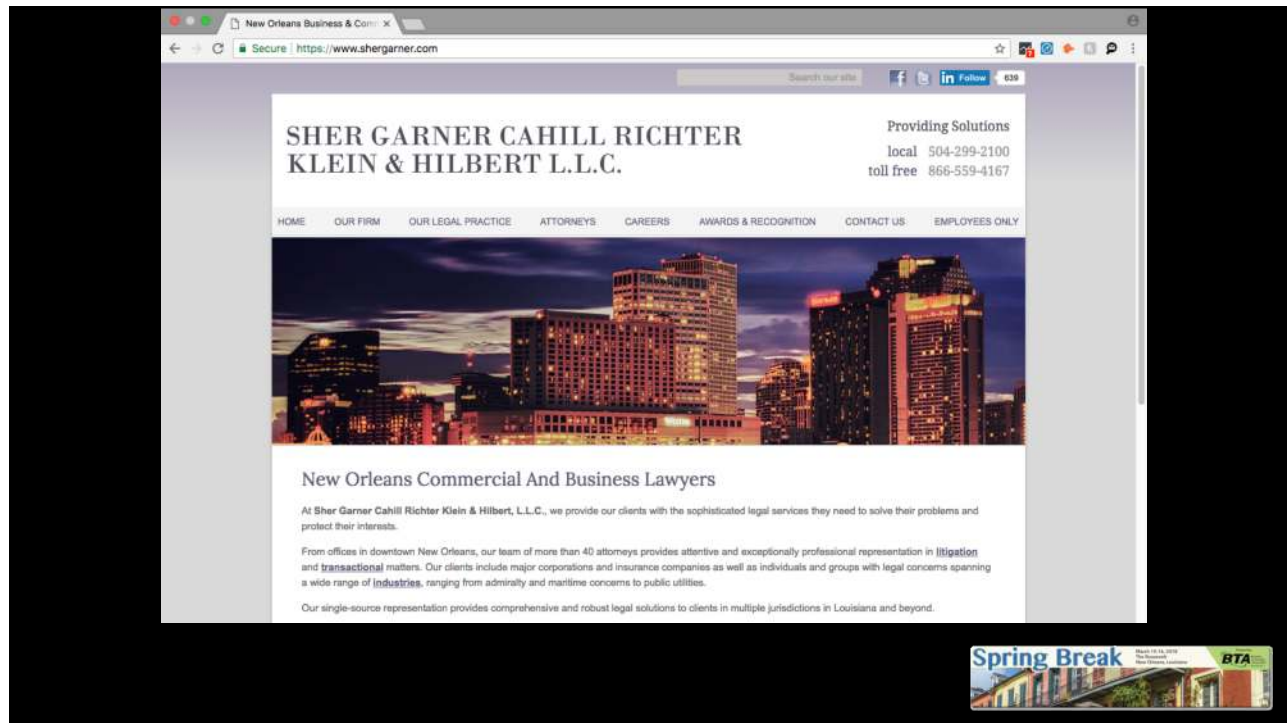 New Orleans Business & Com
Secure https://www.shergarner.com
Search our site
f
in Follow 639
SHER GARNER CAHILL RICHTER
KLEIN & HILBERT L.L.C.
Providing Solutions
local 504-299-2100
toll free 866-559-4167
HOME OUR FIRM OUR LEGAL PRACTICE ATTORNEYS CAREERS AWARDS & RECOGNITION CONTACT US EMPLOYEES ONLY
New Orleans Commercial And Business Lawyers
At Sher Garner Cahill Richter Klein & Hilbert, L.L.C., we provide our clients with the sophisticated legal services they need to solve their problems and
protect their interests.
From offices in downtown New Orleans, our team of more than 40 attorneys provides attentive and exceptionally professional representation in litigation
and transactional matters. Our clients include major corporations and insurance companies as well as individuals and groups with legal concerns spanning
a wide range of industries, ranging from admiralty and maritime concerns to public utilities.
Our single-source representation provides comprehensive and robust legal solutions to clients in multiple jurisdictions in Louisiana and beyond.
Spring Break
The Roosevelt
New Orleans, Louisiana
BTA